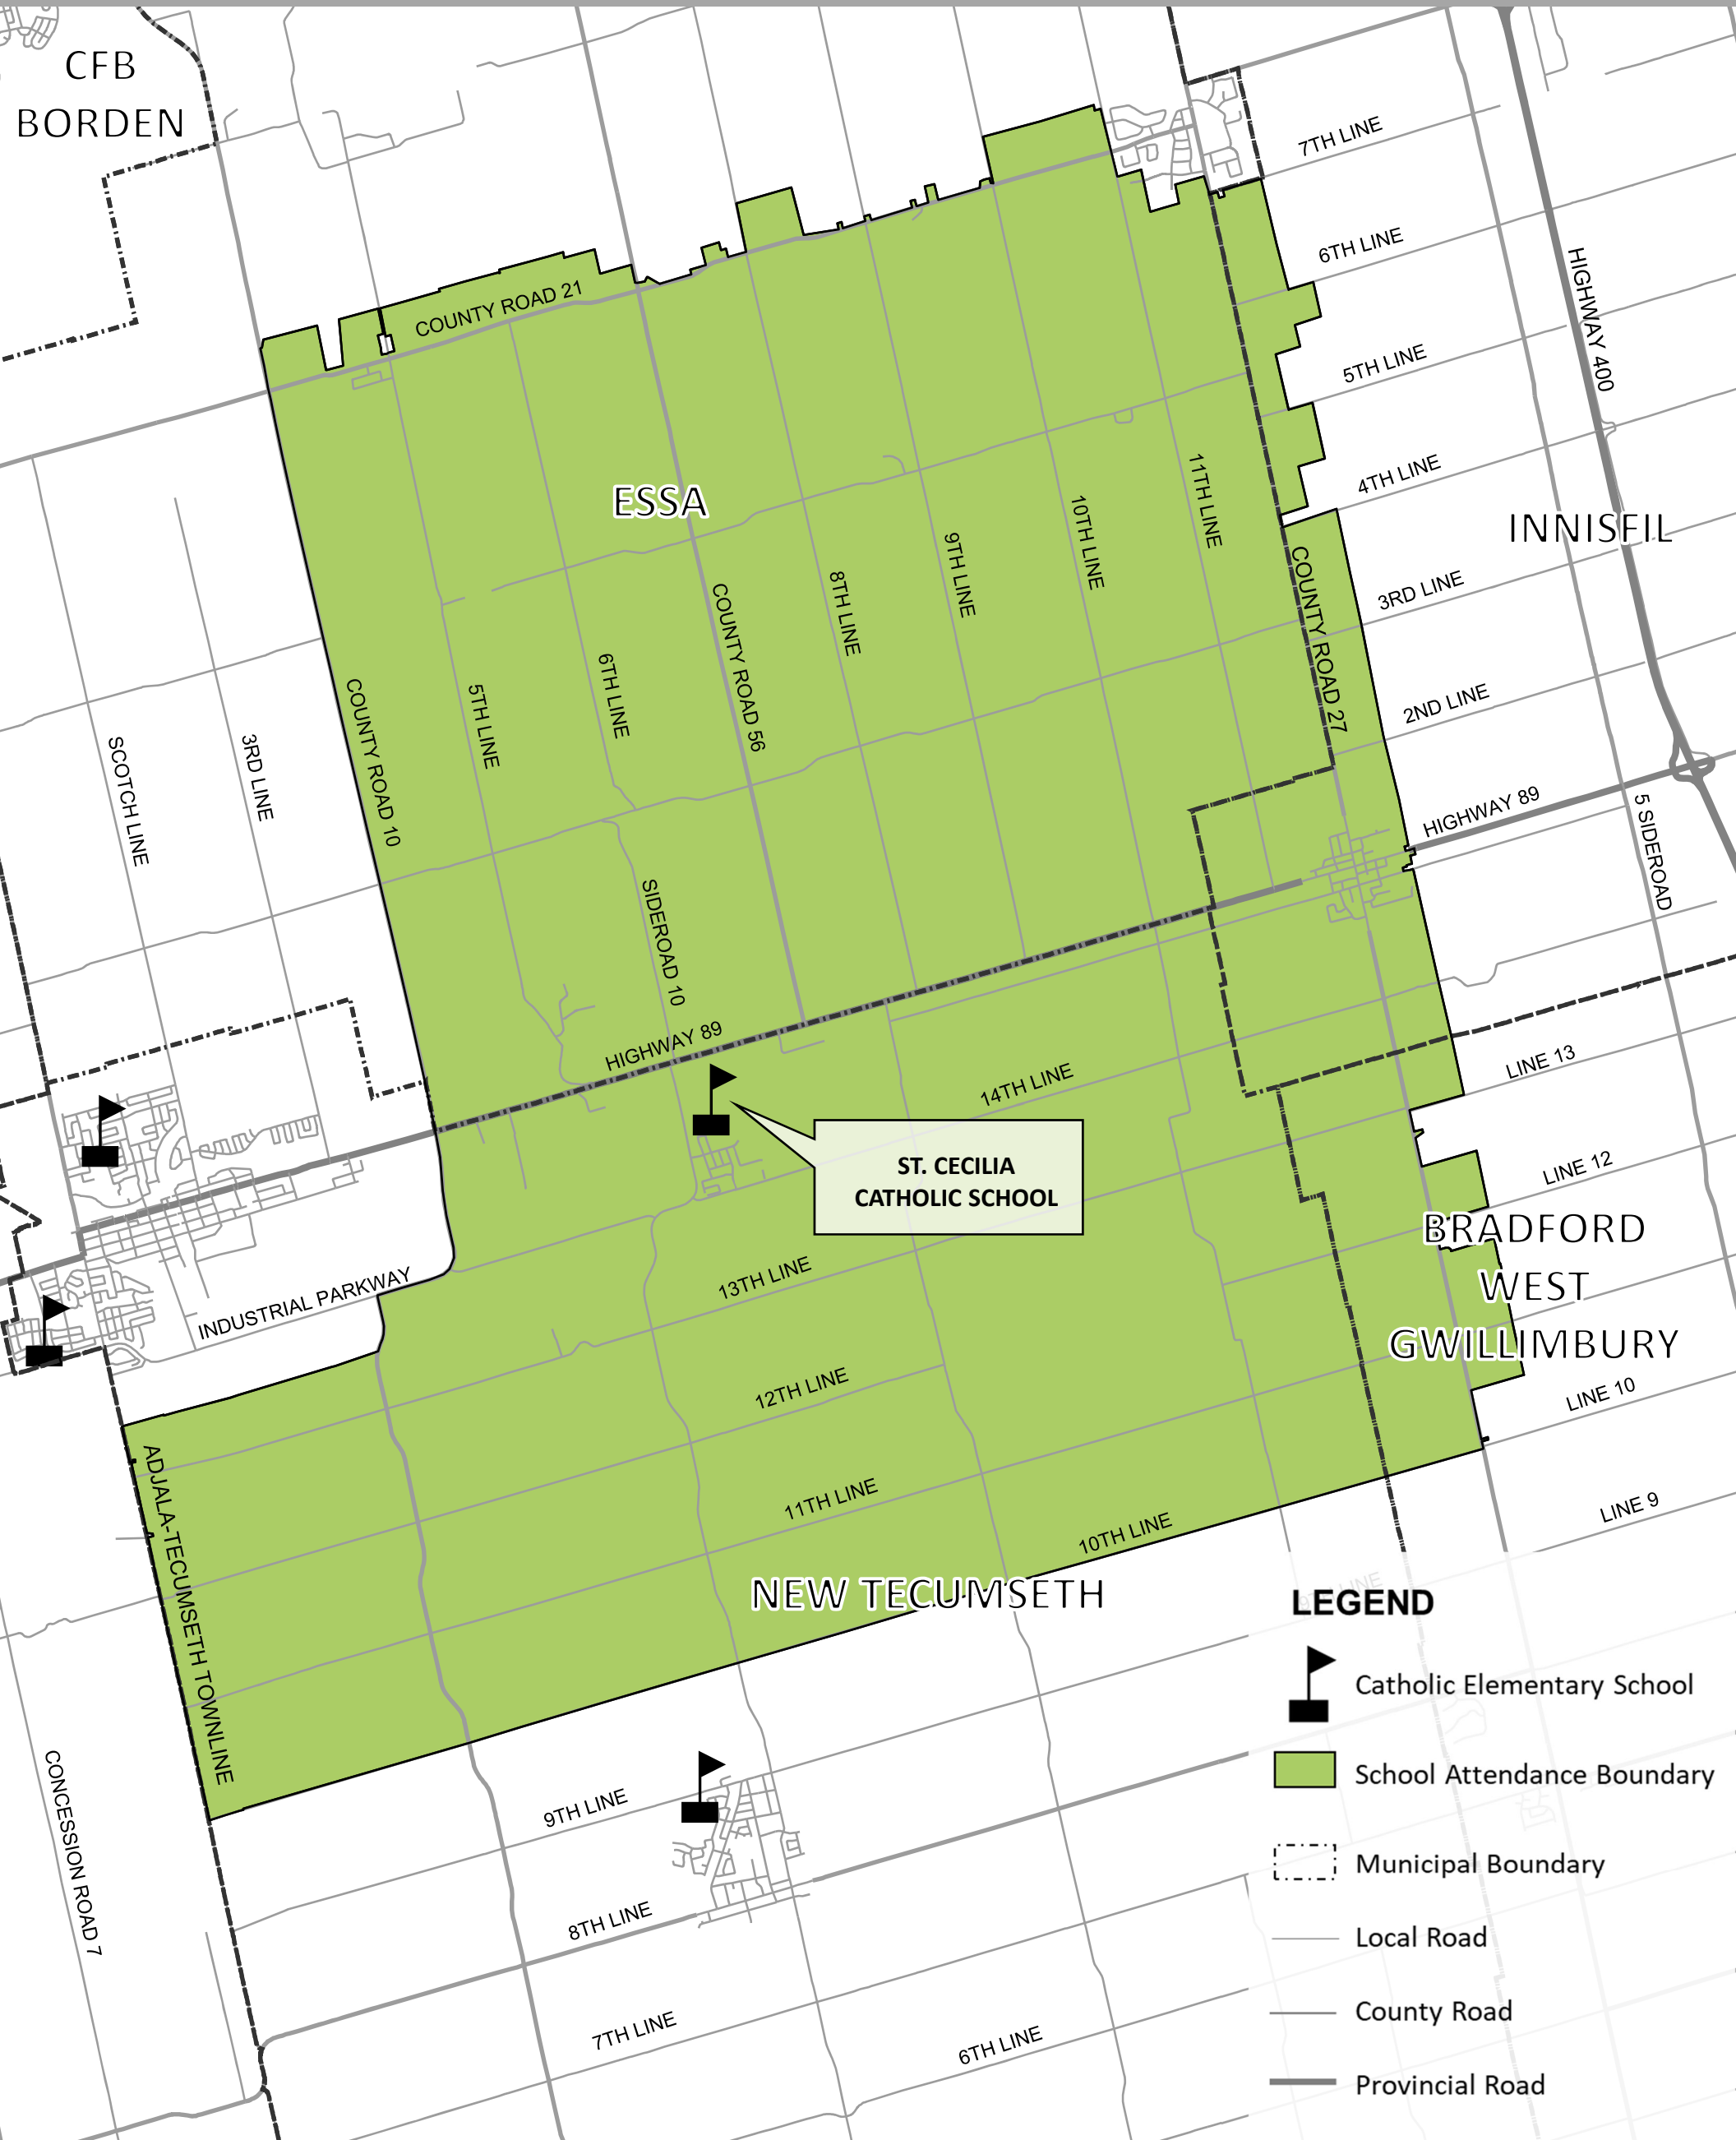 CFB
BORDEN
7TH LINE
6TH LINE
HIGHWAY 400
COUNTY ROAD 21
5TH LINE
4TH LINE
ESSA
INNISFIL
11TH LINE
10TH LINE
9TH LINE
8TH LINE
COUNTY ROAD 27
3RD LINE
COUNTY ROAD 56
6TH LINE
5TH LINE
COUNTY ROAD 10
3RD LINE
SCOTCH LINE
2ND LINE
HIGHWAY 89
5 SIDEROAD
SIDEROAD 10
HIGHWAY 89
14TH LINE
LINE 13
ST. CECILIA
CATHOLIC SCHOOL
LINE 12
BRADFORD
WEST
GWILLIMBURY
INDUSTRIAL PARKWAY
13TH LINE
12TH LINE
LINE 10
ADJALA-TECUMSETH TOWNLINE
11TH LINE
10TH LINE
LINE 9
NEW TECUMSETH
9TH LINE
LEGEND
Catholic Elementary School
School Attendance Boundary
Municipal Boundary
Local Road
County Road
Provincial Road
CONCESSION ROAD 7
9TH LINE
8TH LINE
7TH LINE
6TH LINE